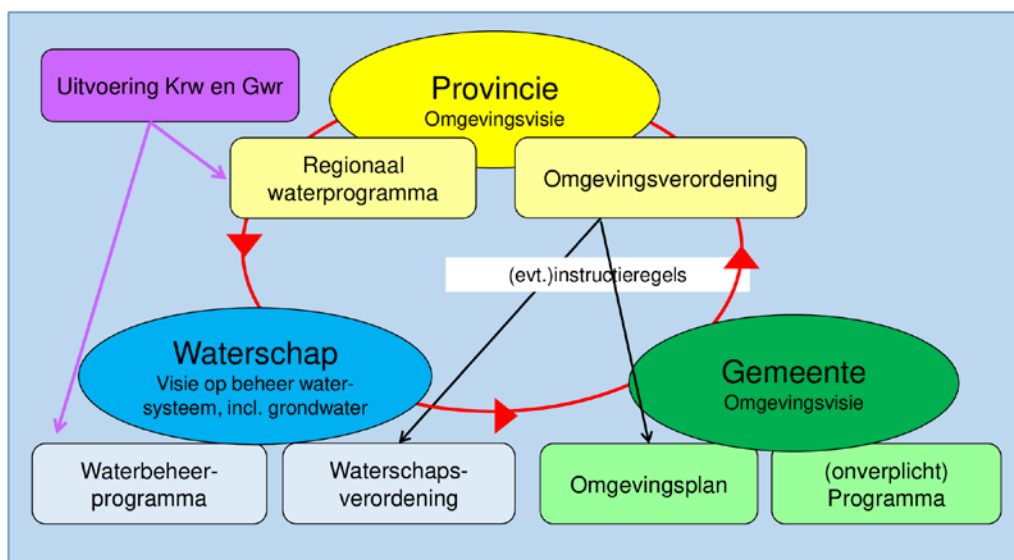 Uitvoering Krw en Gwr
Provincie
Omgevingsvisie
Regionaal
waterprogramma
Omgevingsverordening
(evt.)instructieregels
Waterschap
Visie op beheer water-
systeem, incl. grondwater
Gemeente
Omgevingsvisie
Waterbeheer-
programma
Waterschaps-
verordening
Omgevingsplan
(onverplicht)
Programma